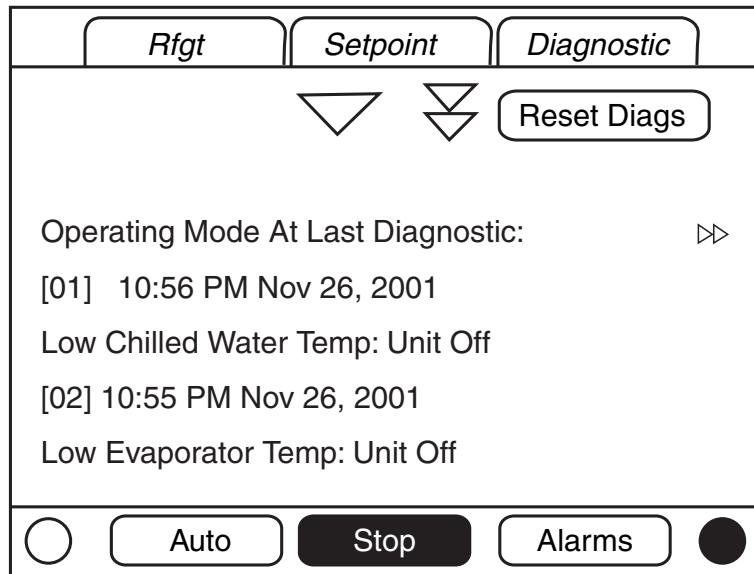 Rfgt Setpoint Diagnostic
Reset Diags
Operating Mode At Last Diagnostic:
[01] 10:56 PM Nov 26, 2001
Low Chilled Water Temp: Unit Off
[02] 10:55 PM Nov 26, 2001
Low Evaporator Temp: Unit Off
Auto Stop Alarms